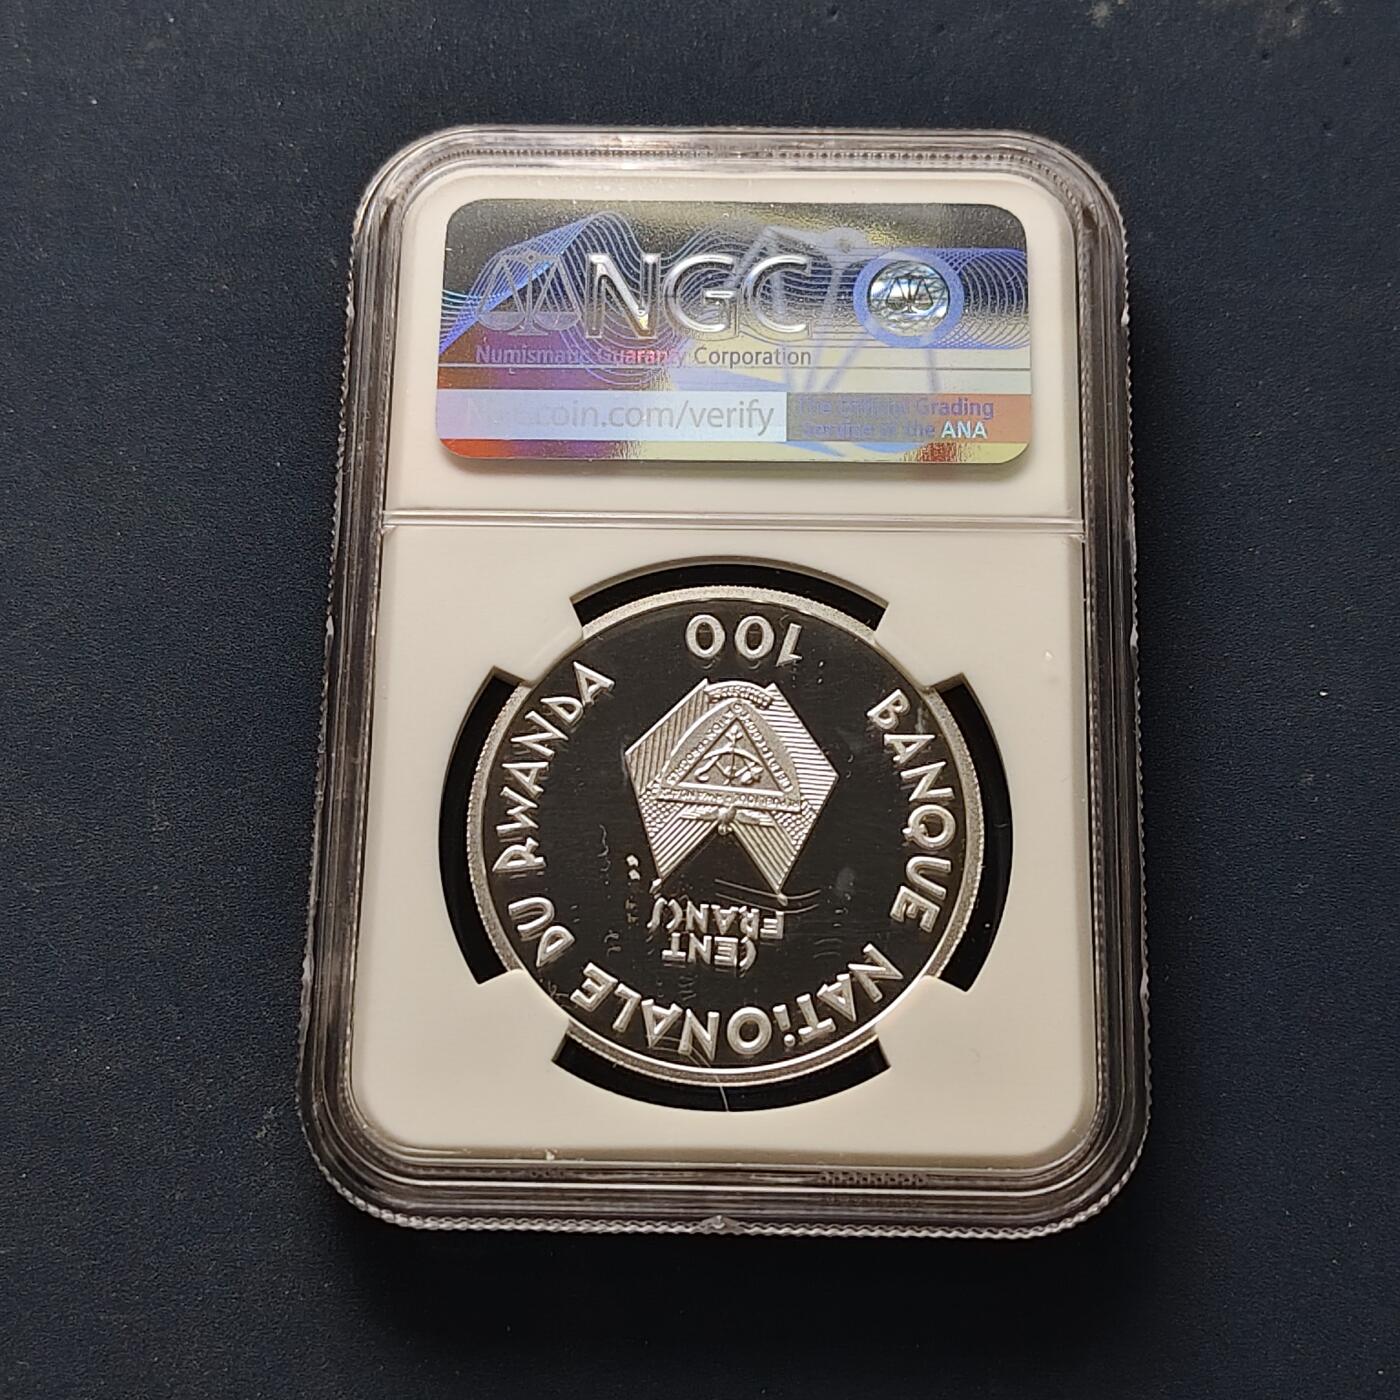 NGC
Numismatic Guaranty Corporation
NGCcoin.com/verify
The Official Grading
Service of the ANA
BANQUE NATiONALE DU RWANDA
100
CENT
FRANCS